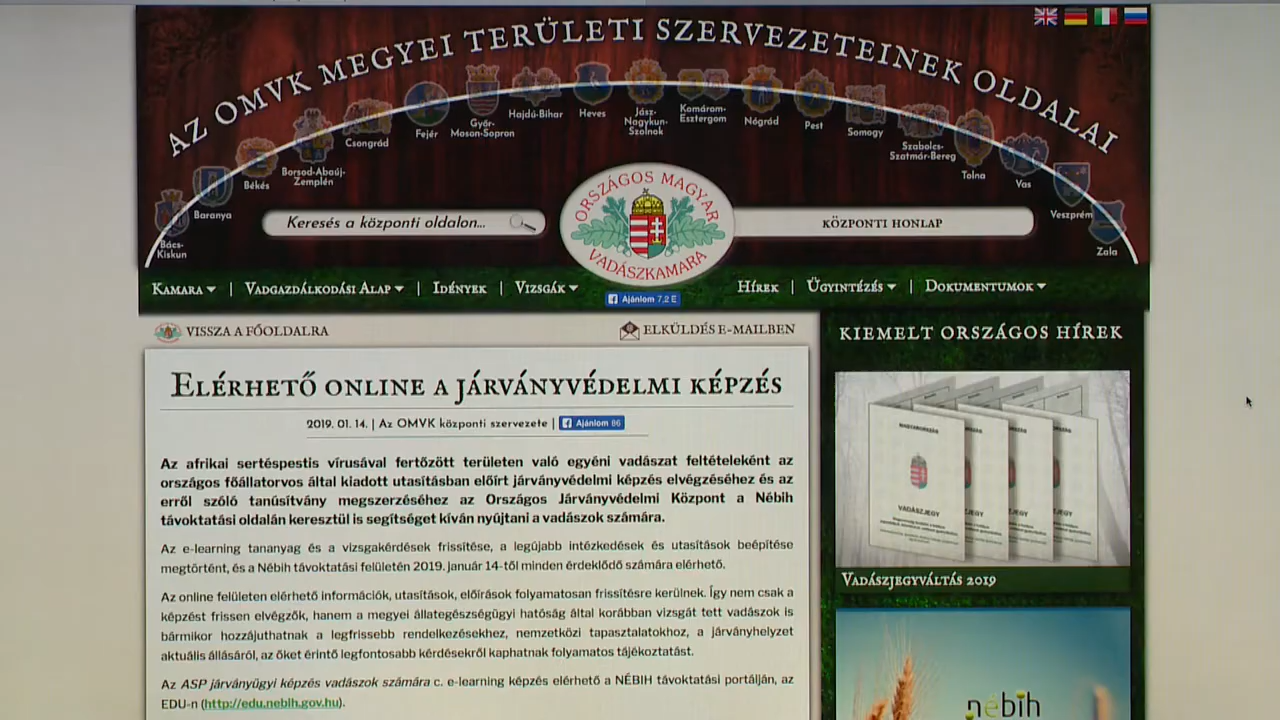 AZ OMVK MEGYEI TERÜLETI SZERVEZETEINEK OLDALAI
Bács-
Kiskun
Baranya
Békés
Borsod-Abaúj-
Zemplén
Csongrád
Fejér
Győr-
Moson-Sopron
Hajdú-Bihar
Heves
Jász-
Nagykun-
Szolnok
Komárom-
Esztergom
Nógrád
Pest
Somogy
Szabolcs-
Szatmár-Bereg
Tolna
Vas
Veszprém
Zala
Keresés a központi oldalon...
ORSZÁGOS MAGYAR
VADÁSZKAMARA
KÖZPONTI HONLAP
KAMARA
VADGAZDÁLKODÁSI ALAP
IDÉNYEK
VIZSGÁK
HÍREK
ÜGYINTÉZÉS
DOKUMENTUMOK
Ajánlom 7,2 E
VISSZA A FŐOLDALRA
ELKÜLDÉS E-MAILBEN
ELÉRHETŐ ONLINE A JÁRVÁNYVÉDELMI KÉPZÉS
2019. 01. 14. | Az OMVK központi szervezete | Ajánlom 86
Az afrikai sertéspestis vírusával fertőzött területen való egyéni vadászat feltételeként az
országos főállatorvos által kiadott utasításban előírt járványvédelmi képzés elvégzéséhez és az
erről szóló tanúsítvány megszerzéséhez az Országos Járványvédelmi Központ a Nébih
távoktatási oldalán keresztül is segítséget kíván nyújtani a vadászok számára.
Az e-learning tananyag és a vizsgakérdések frissítése, a legújabb intézkedések és utasítások beépítése
megtörtént, és a Nébih távoktatási felületén 2019. január 14-től minden érdeklődő számára elérhető.
Az online felületen elérhető információk, utasítások, előírások folyamatosan frissítésre kerülnek. Így nem csak a
képzést frissen elvégzők, hanem a megyei állategészségügyi hatóság által korábban vizsgát tett vadászok is
bármikor hozzájuthatnak a legfrissebb rendelkezésekhez, nemzetközi tapasztalatokhoz, a járványhelyzet
aktuális állásáról, az őket érintő legfontosabb kérdésekről kaphatnak folyamatos tájékoztatást.
Az ASP járványügyi képzés vadászok számára c. e-learning képzés elérhető a NÉBIH távoktatási portálján, az
EDU-n (http://edu.nebih.gov.hu).
KIEMELT ORSZÁGOS HÍREK
MAGYARORSZÁG
VADÁSZJEGY
VADÁSZJEGYVÁLTÁS 2019
nébih